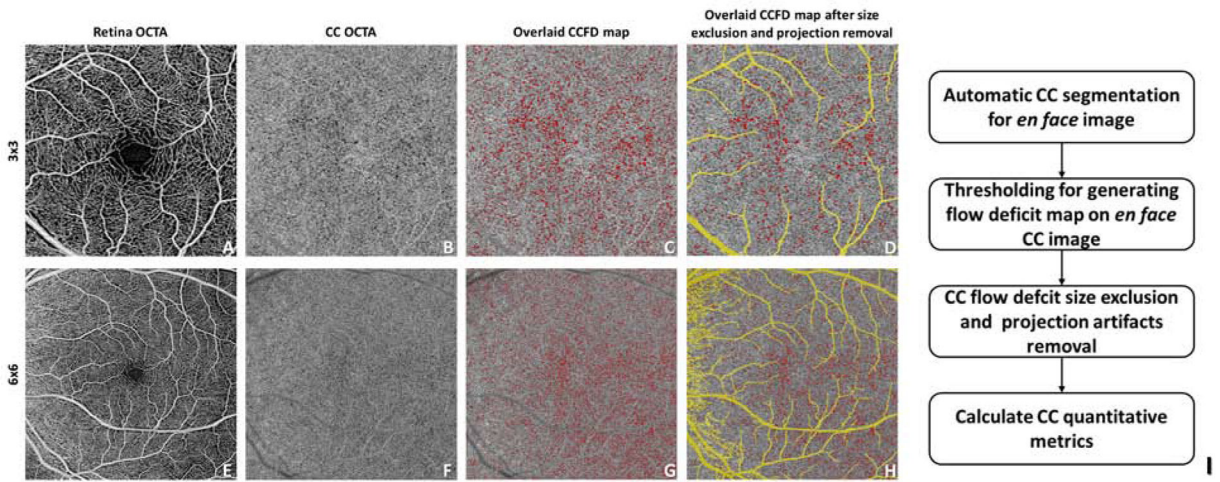 Retina OCTA
CC OCTA
Overlaid CCFD map
Overlaid CCFD map after size
exclusion and projection removal
3x3
A
B
C
D
6x6
E
F
G
H
Automatic CC segmentation
for en face image
Thresholding for generating
flow deficit map on en face
CC image
CC flow defcit size exclusion
and projection artifacts
removal
Calculate CC quantitative
metrics
I